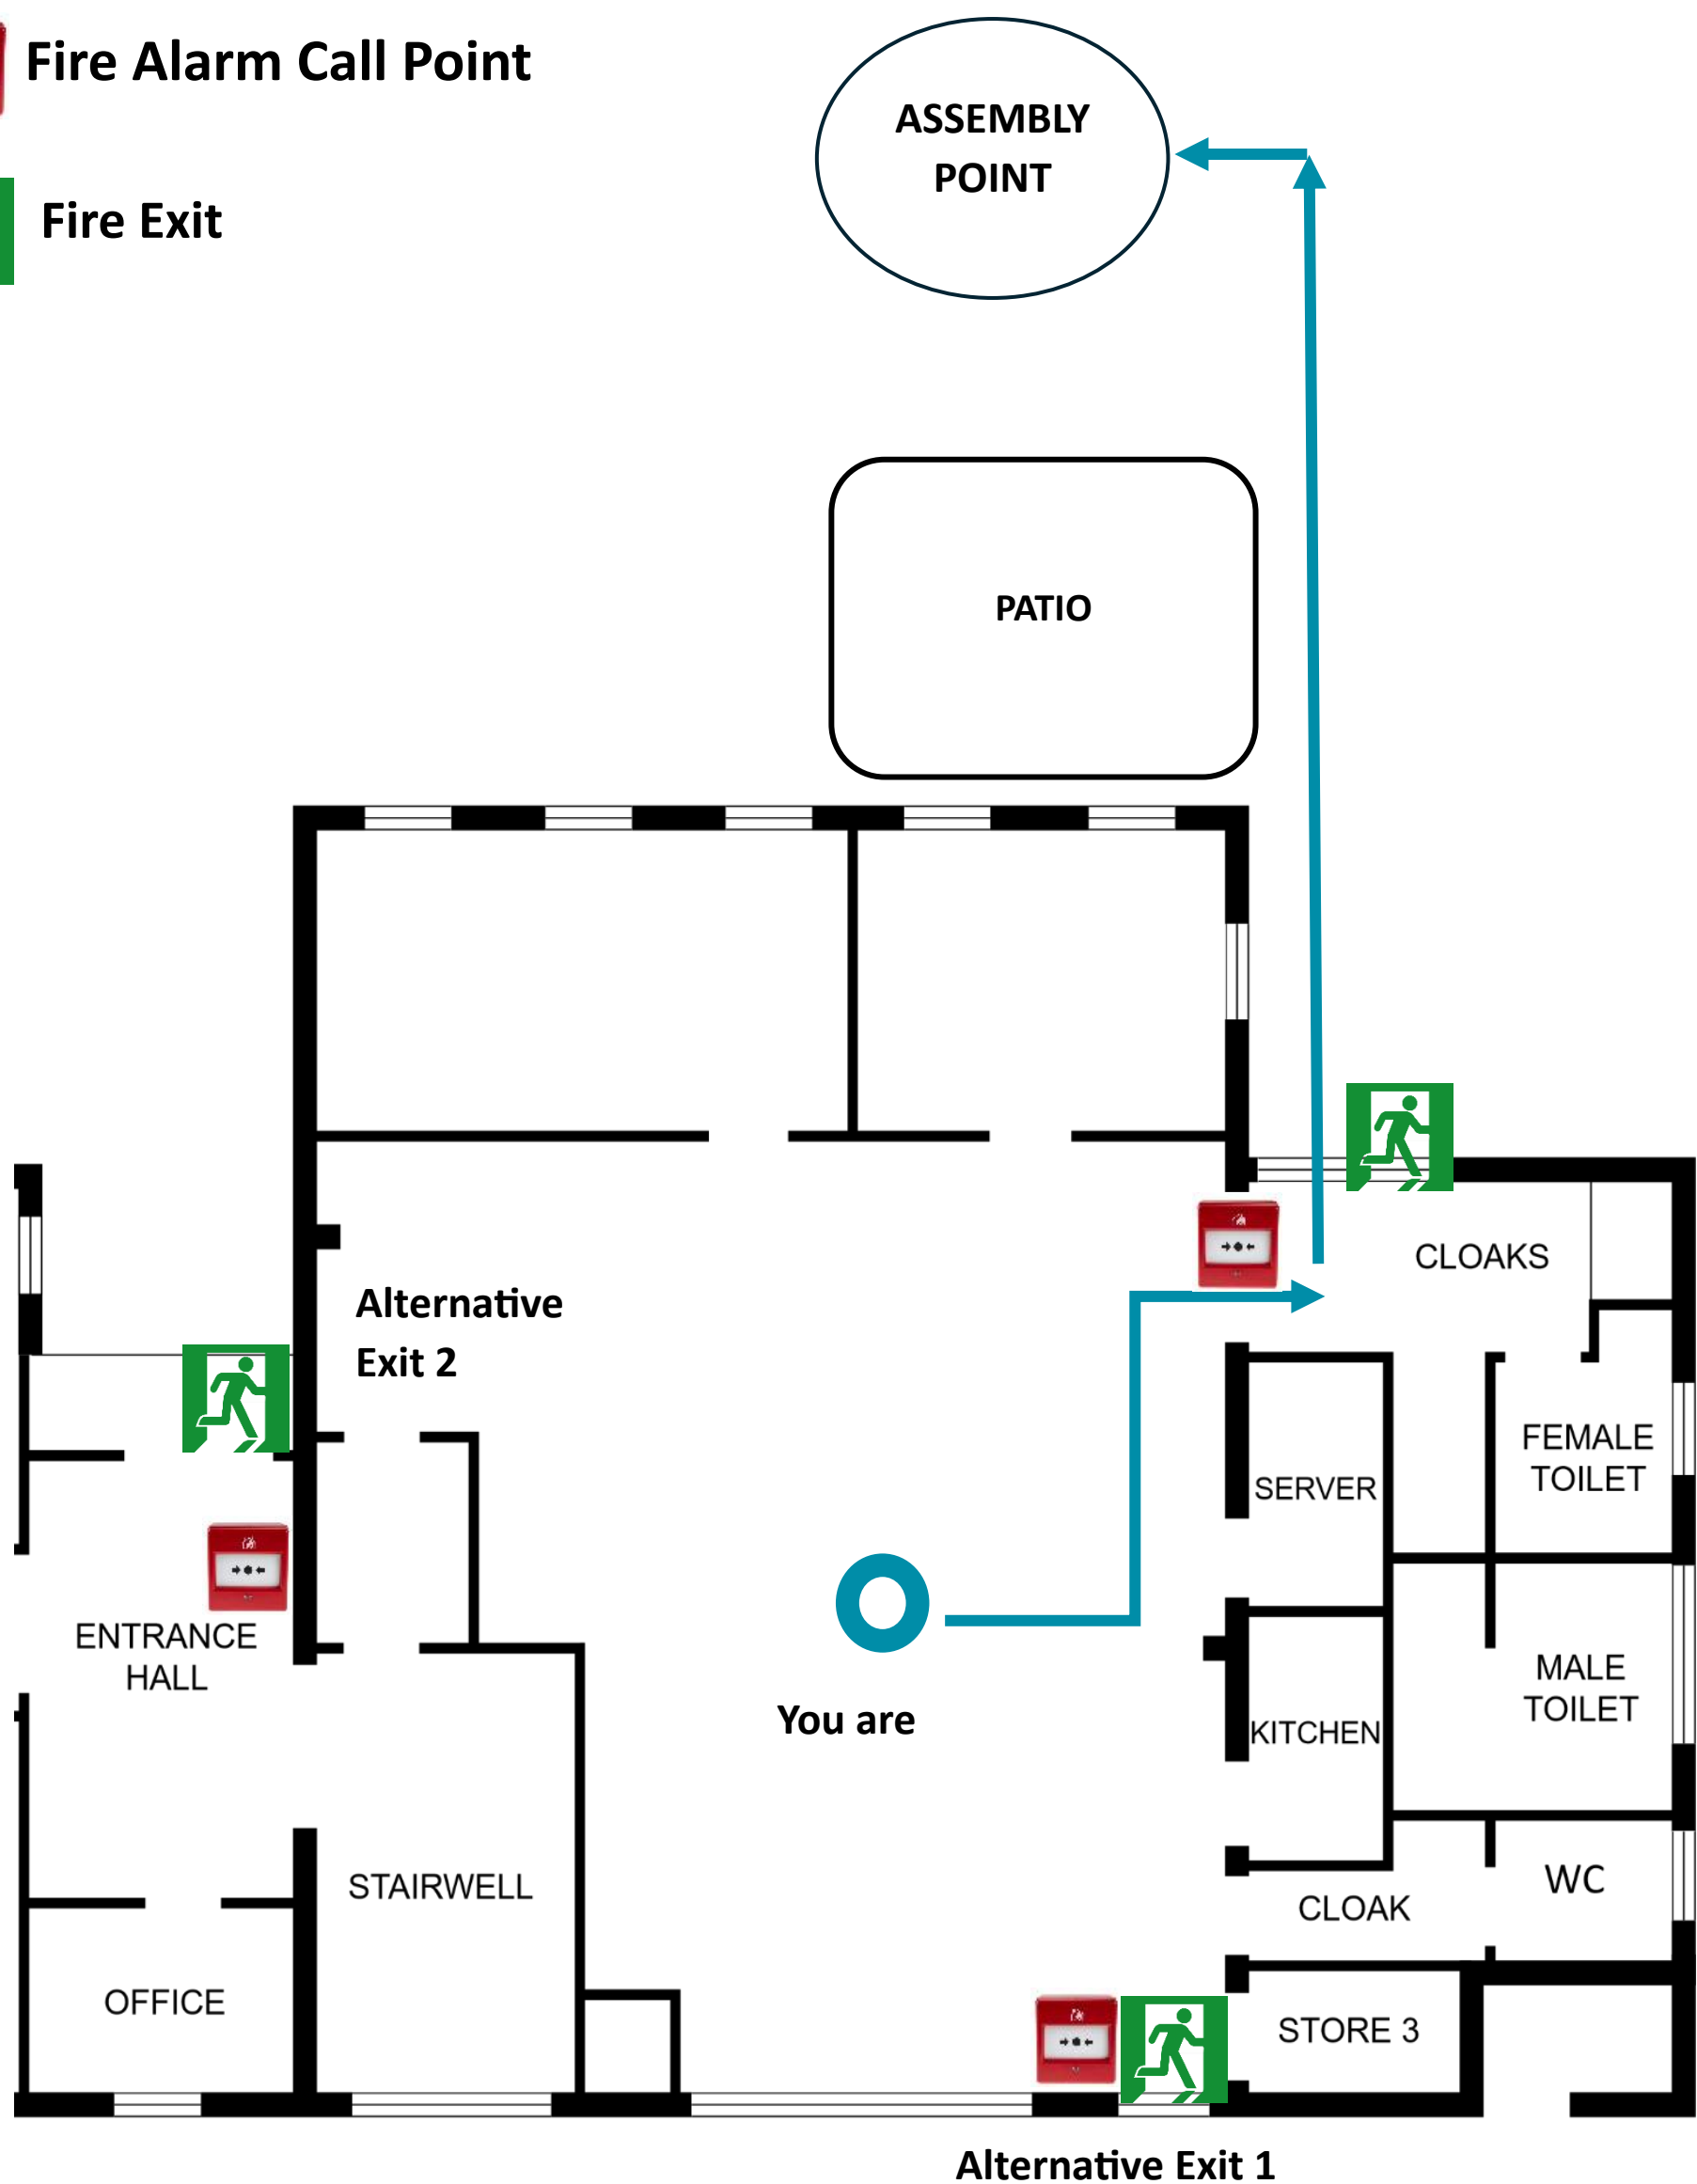 Fire Alarm Call Point
ASSEMBLY
POINT
Fire Exit
PATIO
CLOAKS
Alternative
Exit 2
FEMALE
TOILET
SERVER
ENTRANCE
HALL
MALE
TOILET
You are
KITCHEN
STAIRWELL
WC
CLOAK
OFFICE
STORE 3
Alternative Exit 1